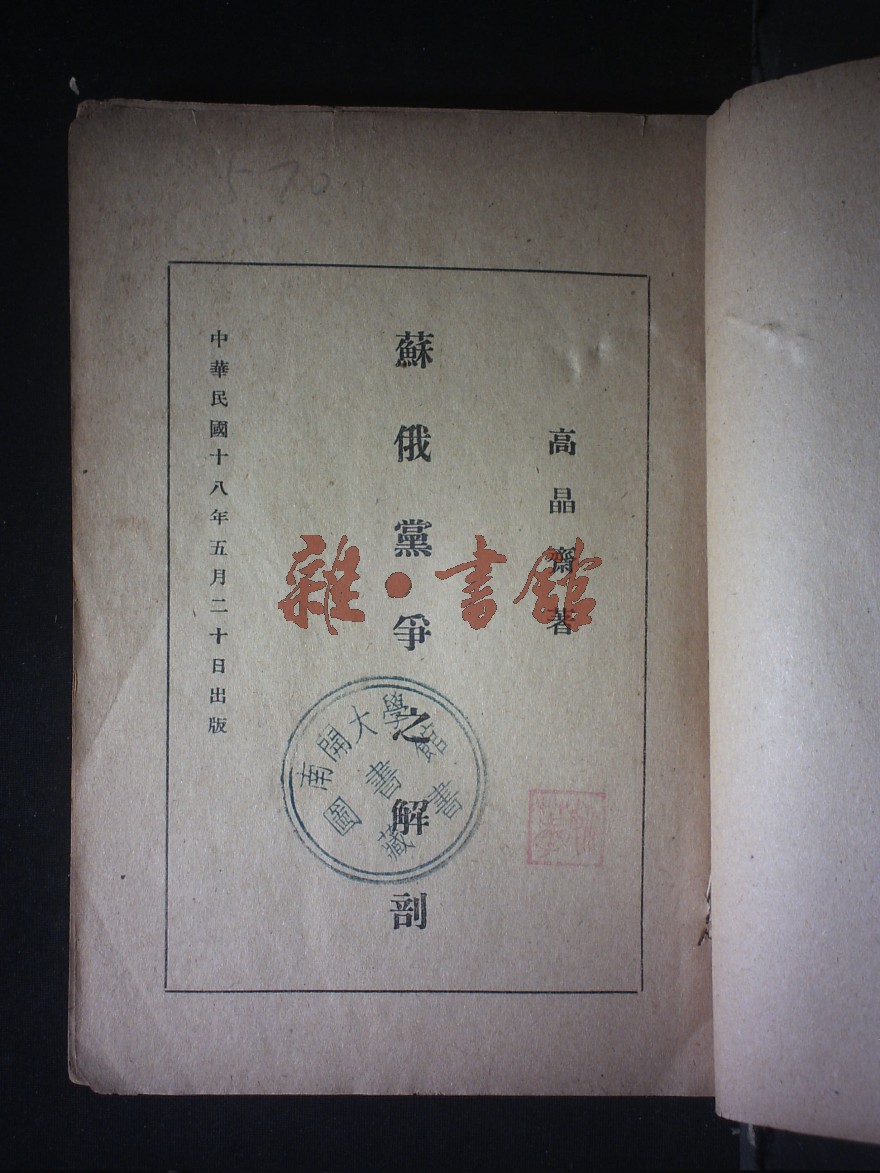 570
高晶齋著
蘇俄黨爭之解剖
中華民國十八年五月二十日出版
雜·書館
南開大學圖書館藏書